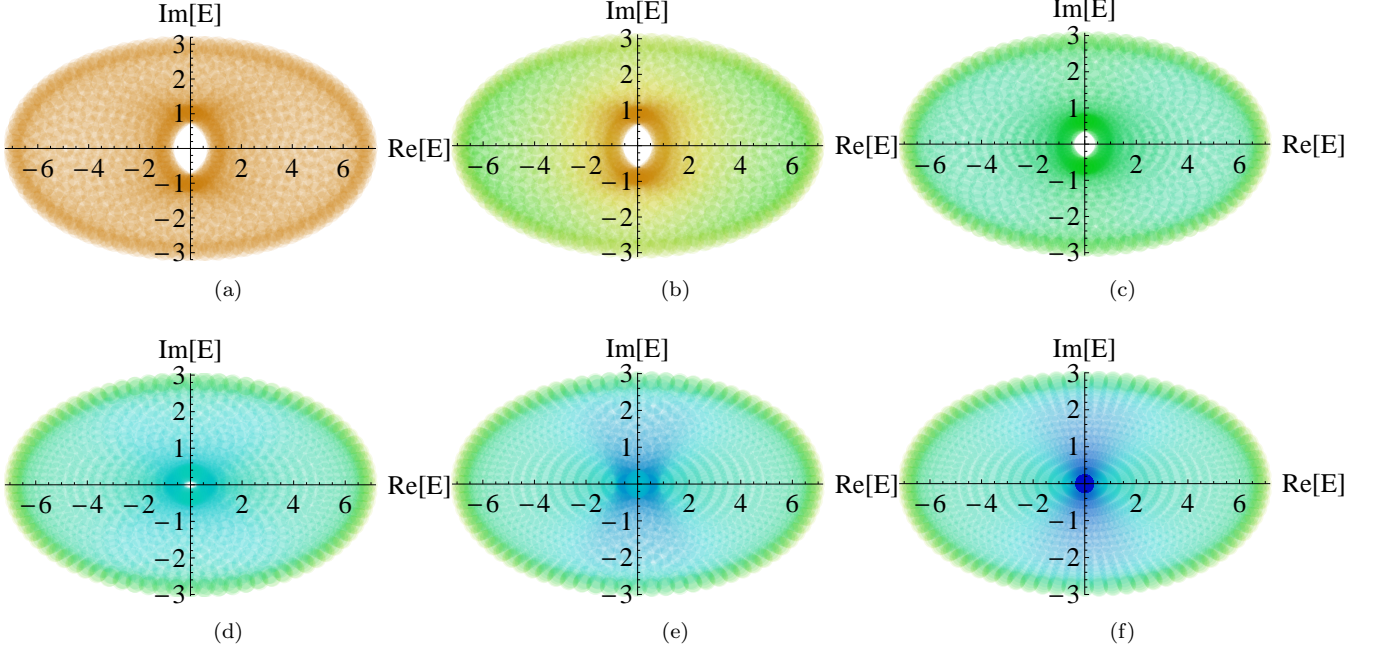 Im[E] Im[E] Im[E]
3 3 3
2 2 2
1 1 1
−6 −4 −2 2 4 6 Re[E] −6 −4 −2 2 4 6 Re[E] −6 −4 −2 2 4 6 Re[E]
−1 −1 −1
−2 −2 −2
−3 −3 −3
(a) (b) (c)
Im[E] Im[E] Im[E]
3 3 3
2 2 2
1 1 1
−6 −4 −2 2 4 6 Re[E] −6 −4 −2 2 4 6 Re[E] −6 −4 −2 2 4 6 Re[E]
−1 −1 −1
−2 −2 −2
−3 −3 −3
(d) (e) (f)